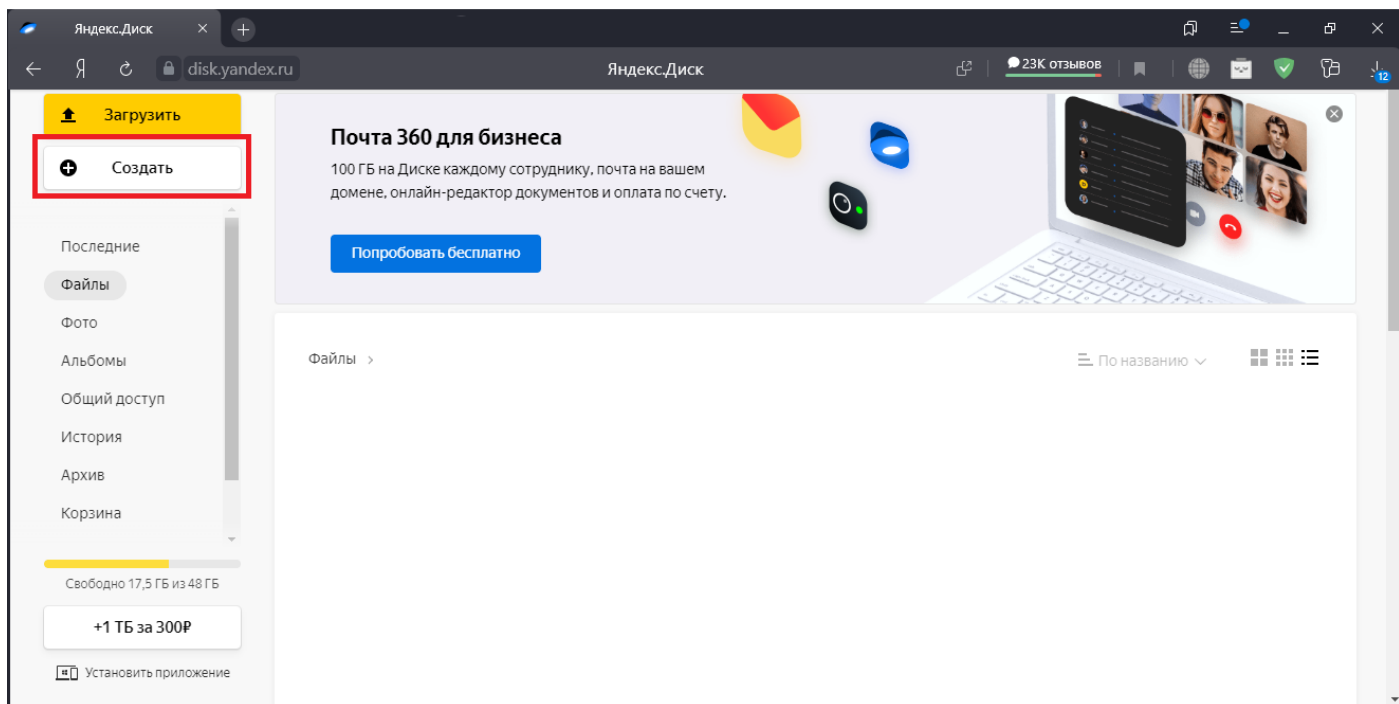 Яндекс.Диск
Я disk.yandex.ru Яндекс.Диск 23К отзывов
12
Загрузить
Создать
Последние
Файлы
Фото
Альбомы
Общий доступ
История
Архив
Корзина
Свободно 17,5 ГБ из 48 ГБ
+1 ТБ за 300₽
Установить приложение
Почта 360 для бизнеса
100 ГБ на Диске каждому сотруднику, почта на вашем
домене, онлайн-редактор документов и оплата по счету.
Попробовать бесплатно
Файлы >
По названию